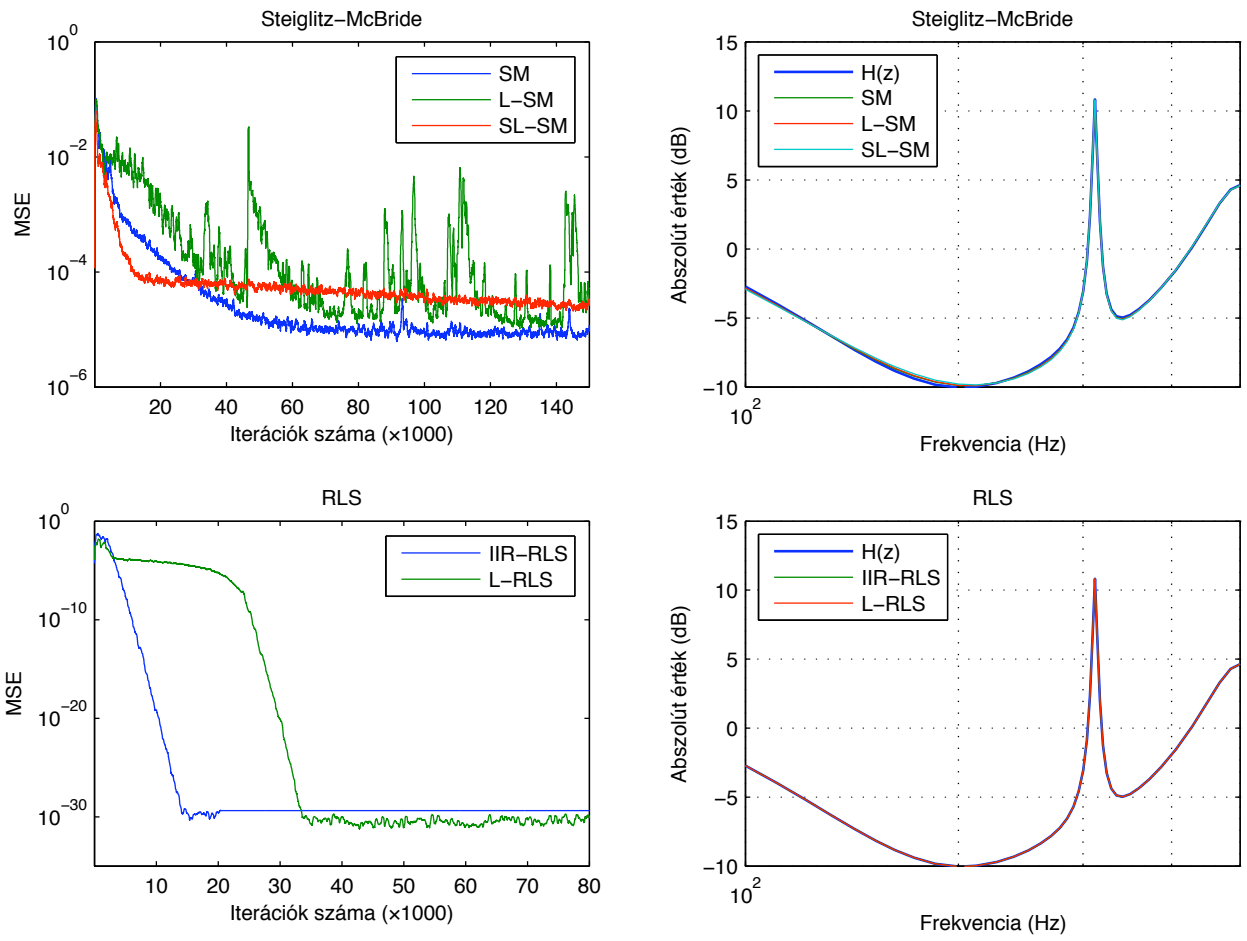 Steiglitz−McBride
10^0
10^−2
10^−4
10^−6
MSE
SM
L−SM
SL−SM
20 40 60 80 100 120 140
Iterációk száma (×1000)
Steiglitz−McBride
15
10
5
0
−5
−10
Abszolút érték (dB)
H(z)
SM
L−SM
SL−SM
10^2
Frekvencia (Hz)
RLS
10^0
10^−10
10^−20
10^−30
MSE
IIR−RLS
L−RLS
10 20 30 40 50 60 70 80
Iterációk száma (×1000)
RLS
15
10
5
0
−5
−10
Abszolút érték (dB)
H(z)
IIR−RLS
L−RLS
10^2
Frekvencia (Hz)